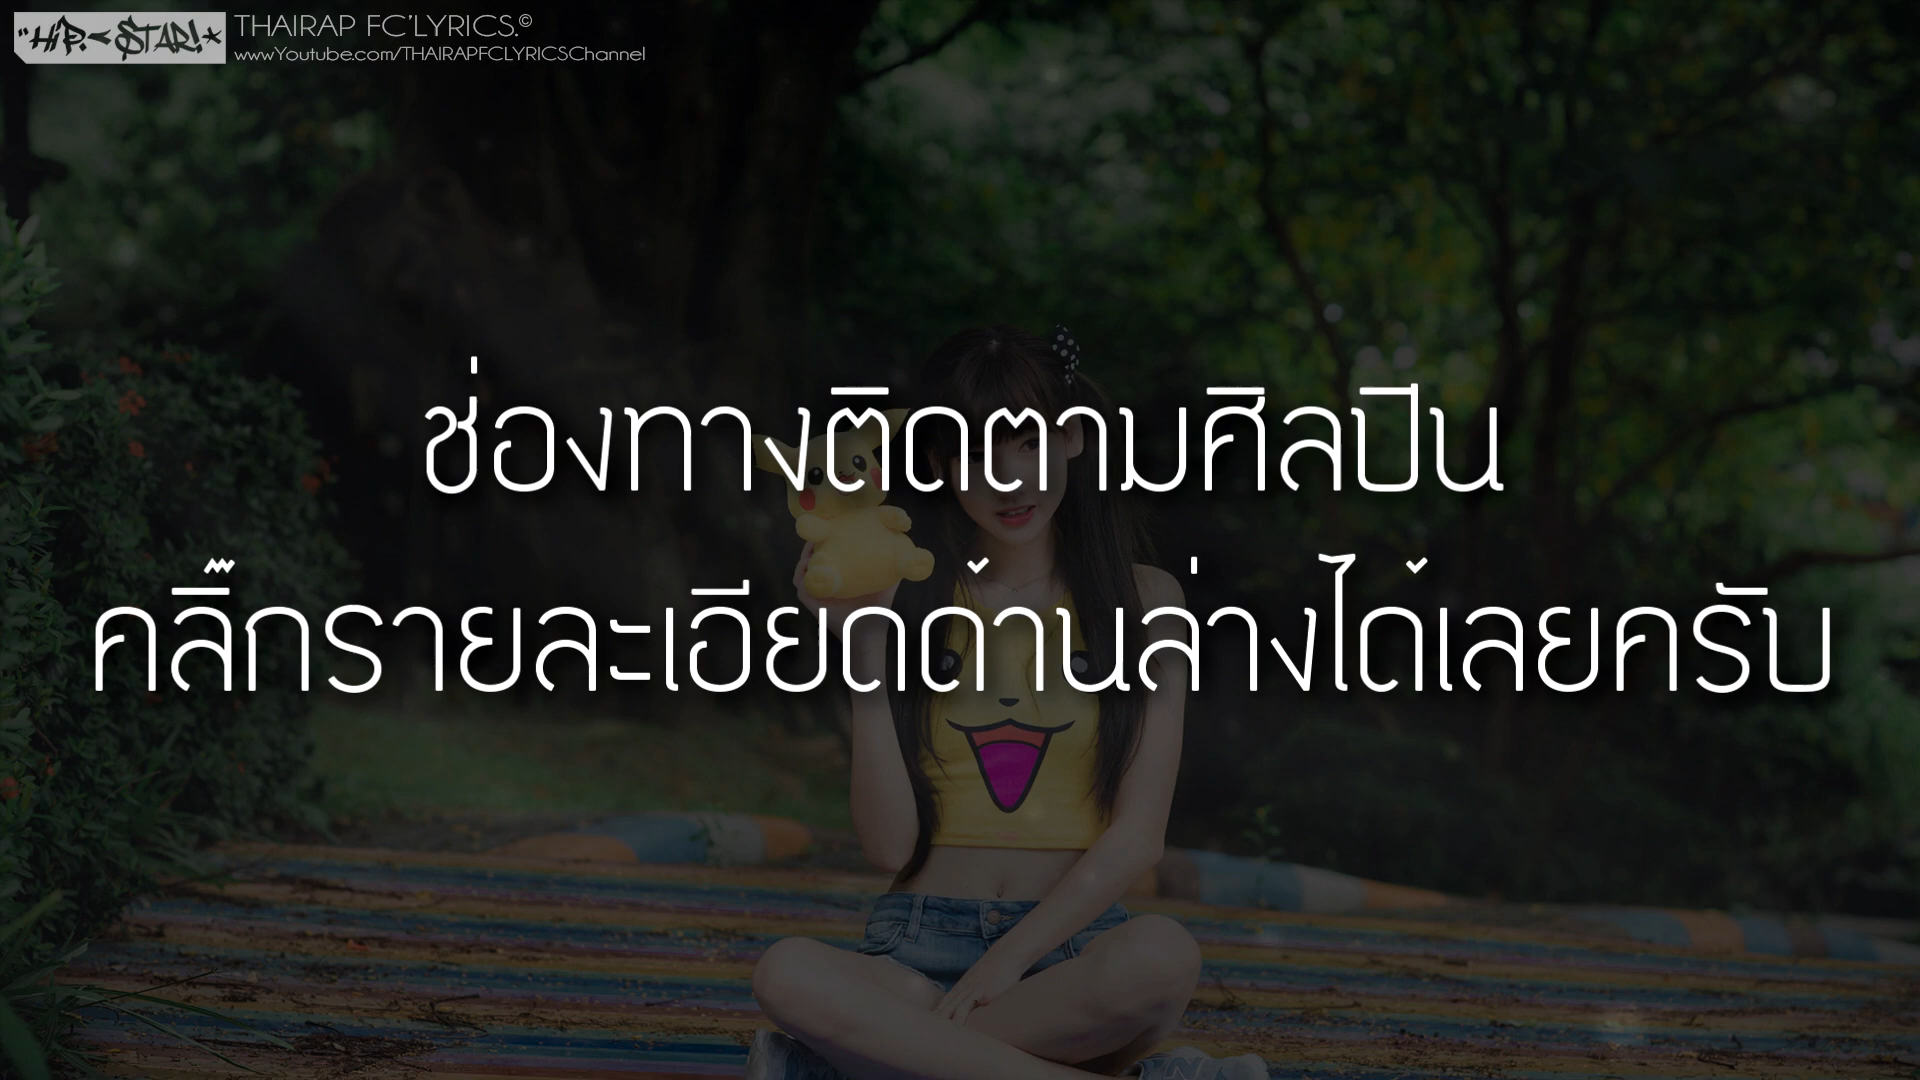 "HiP.<STAR!*
THAIRAP FC'LYRICS.©
www.Youtube.com/THAIRAPFCLYRICSChannel
ช่องทางติดตามศิลปิน
คลิ๊กรายละเอียดด้านล่างได้เลยครับ